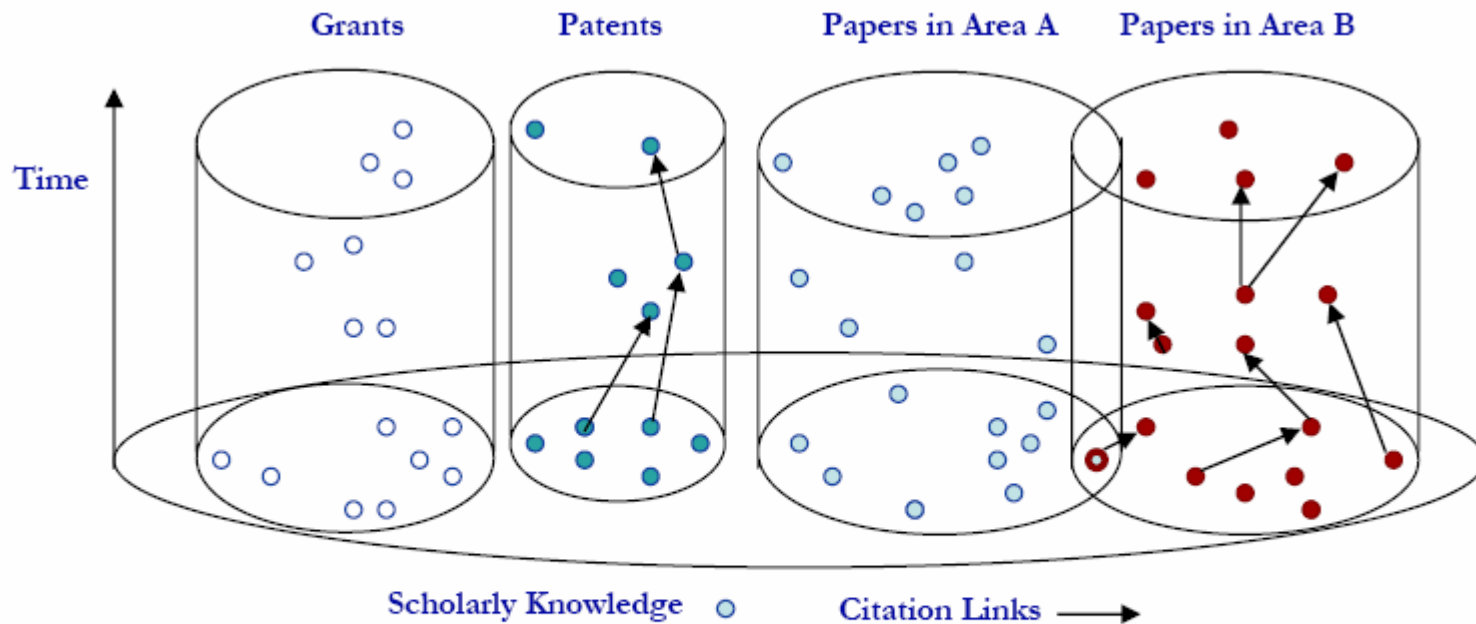 Grants Patents Papers in Area A Papers in Area B
Time
Scholarly Knowledge Citation Links